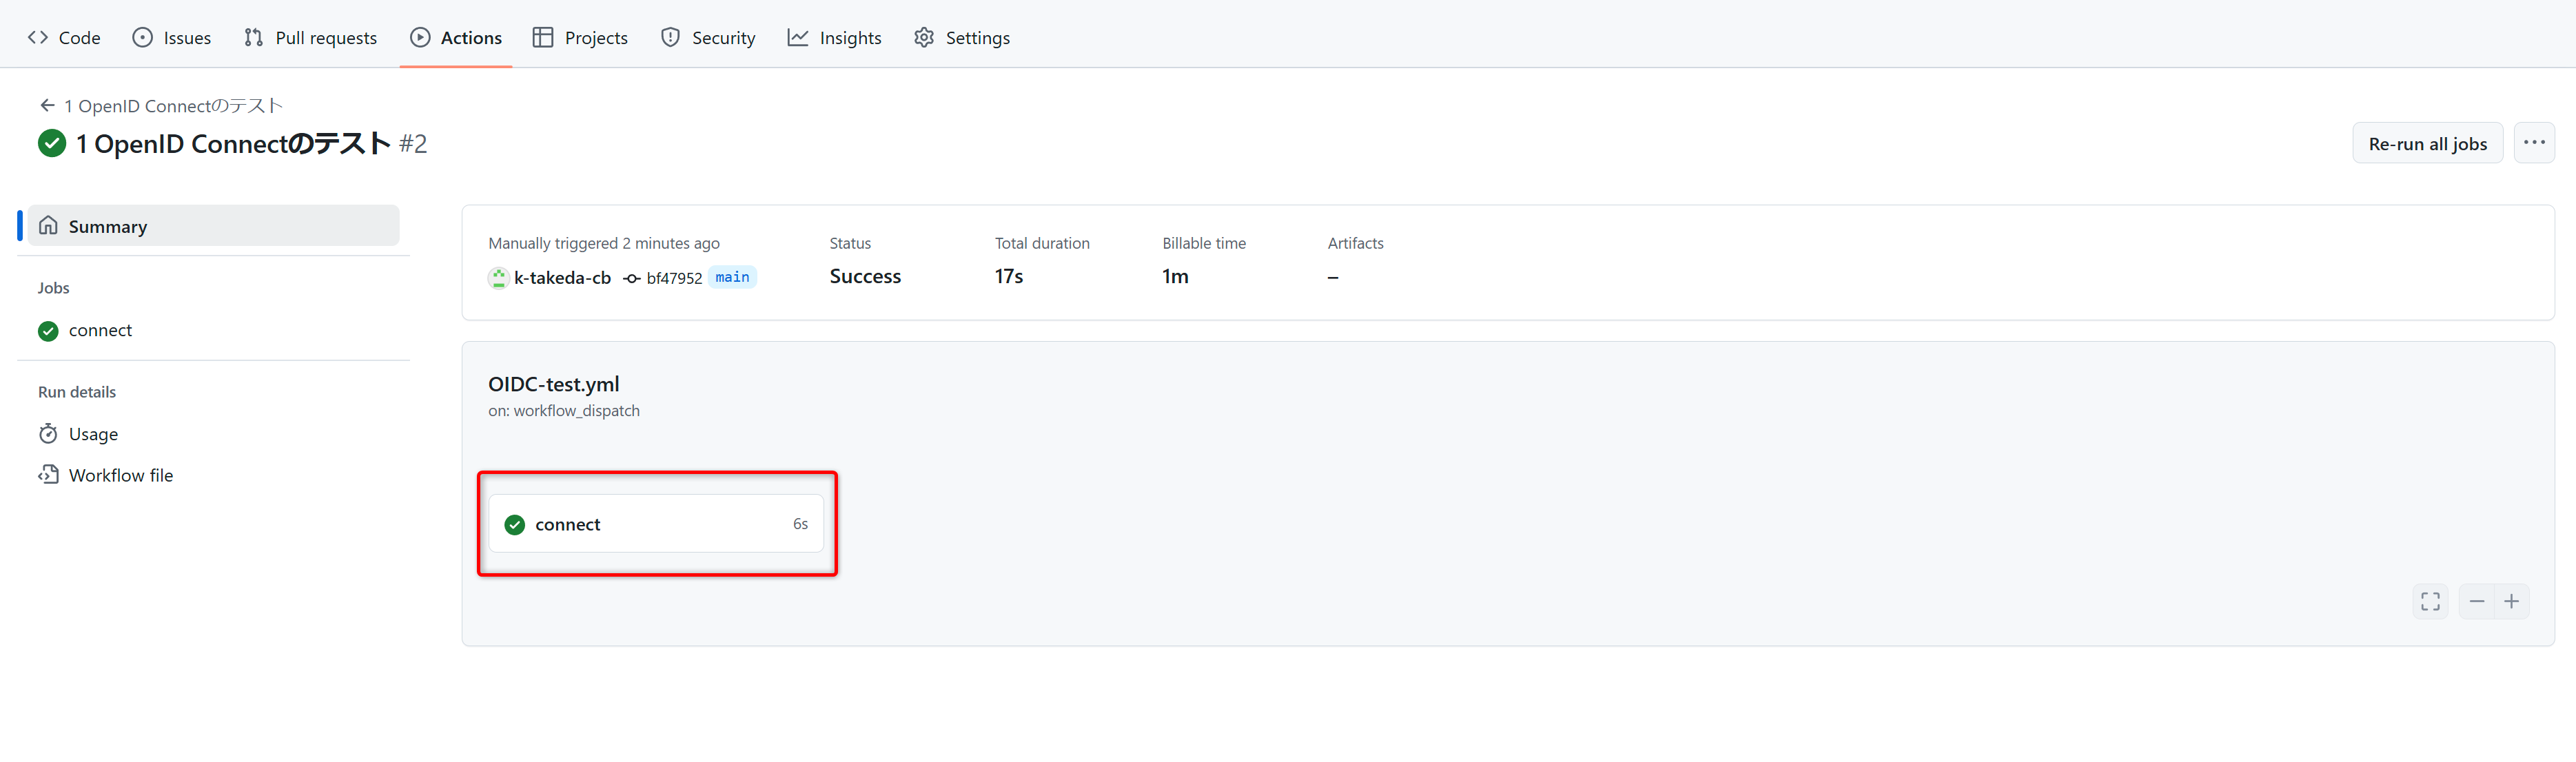 Code Issues Pull requests Actions Projects Security Insights Settings
1 OpenID Connectのテスト
1 OpenID Connectのテスト #2
Re-run all jobs
Summary
Jobs
connect
Run details
Usage
Workflow file
Manually triggered 2 minutes ago
k-takeda-cb bf47952 main
Status
Success
Total duration
17s
Billable time
1m
Artifacts
–
OIDC-test.yml
on: workflow_dispatch
connect 6s